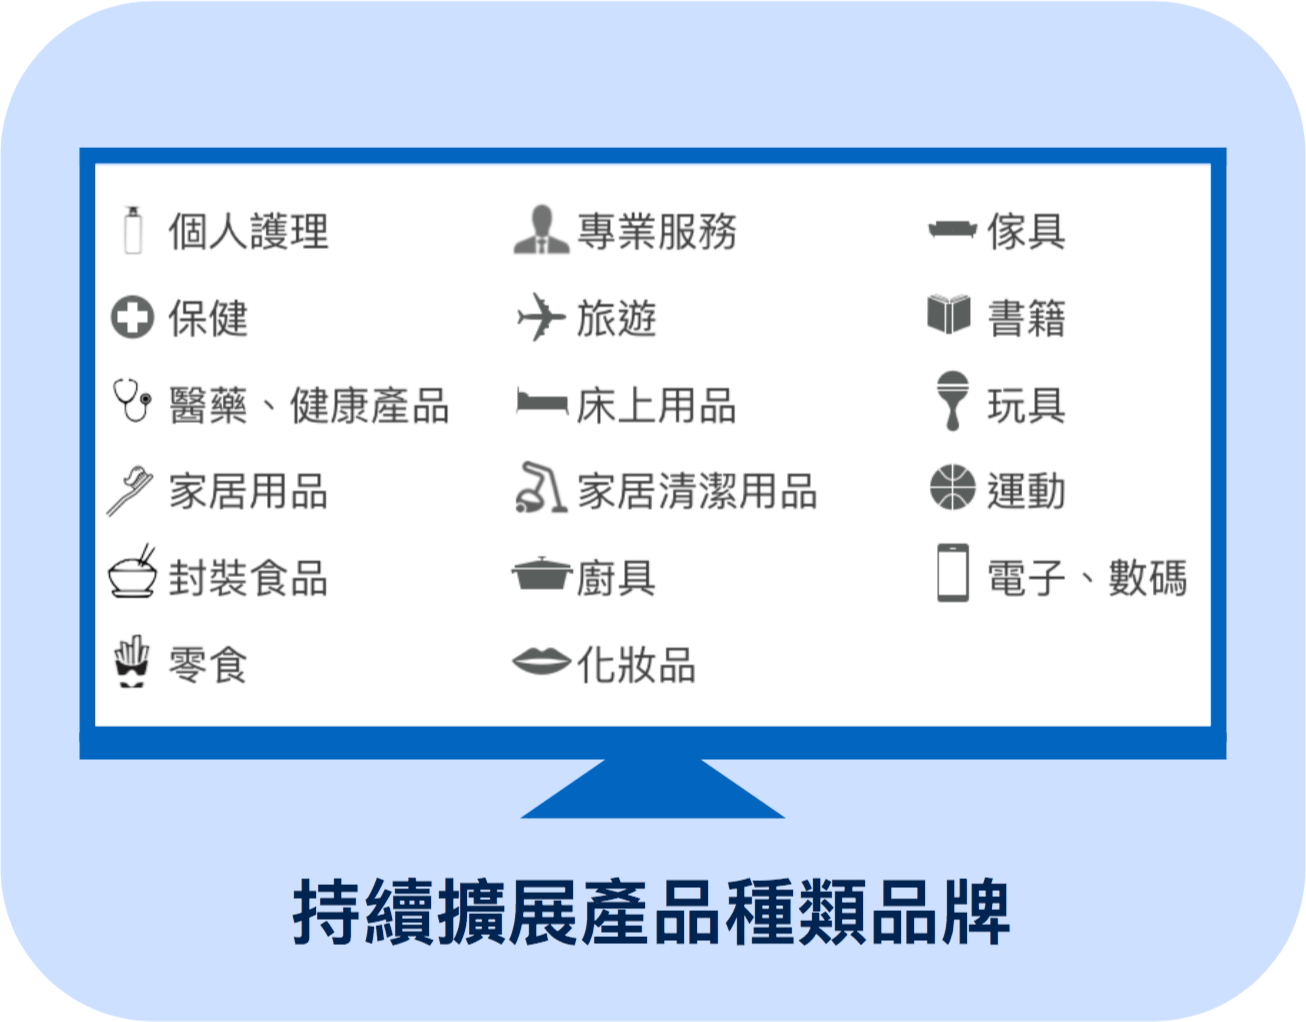 個人護理
專業服務
傢具
保健
旅遊
書籍
醫藥、健康產品
床上用品
玩具
家居用品
家居清潔用品
運動
封裝食品
廚具
電子、數碼
零食
化妝品
持續擴展產品種類品牌